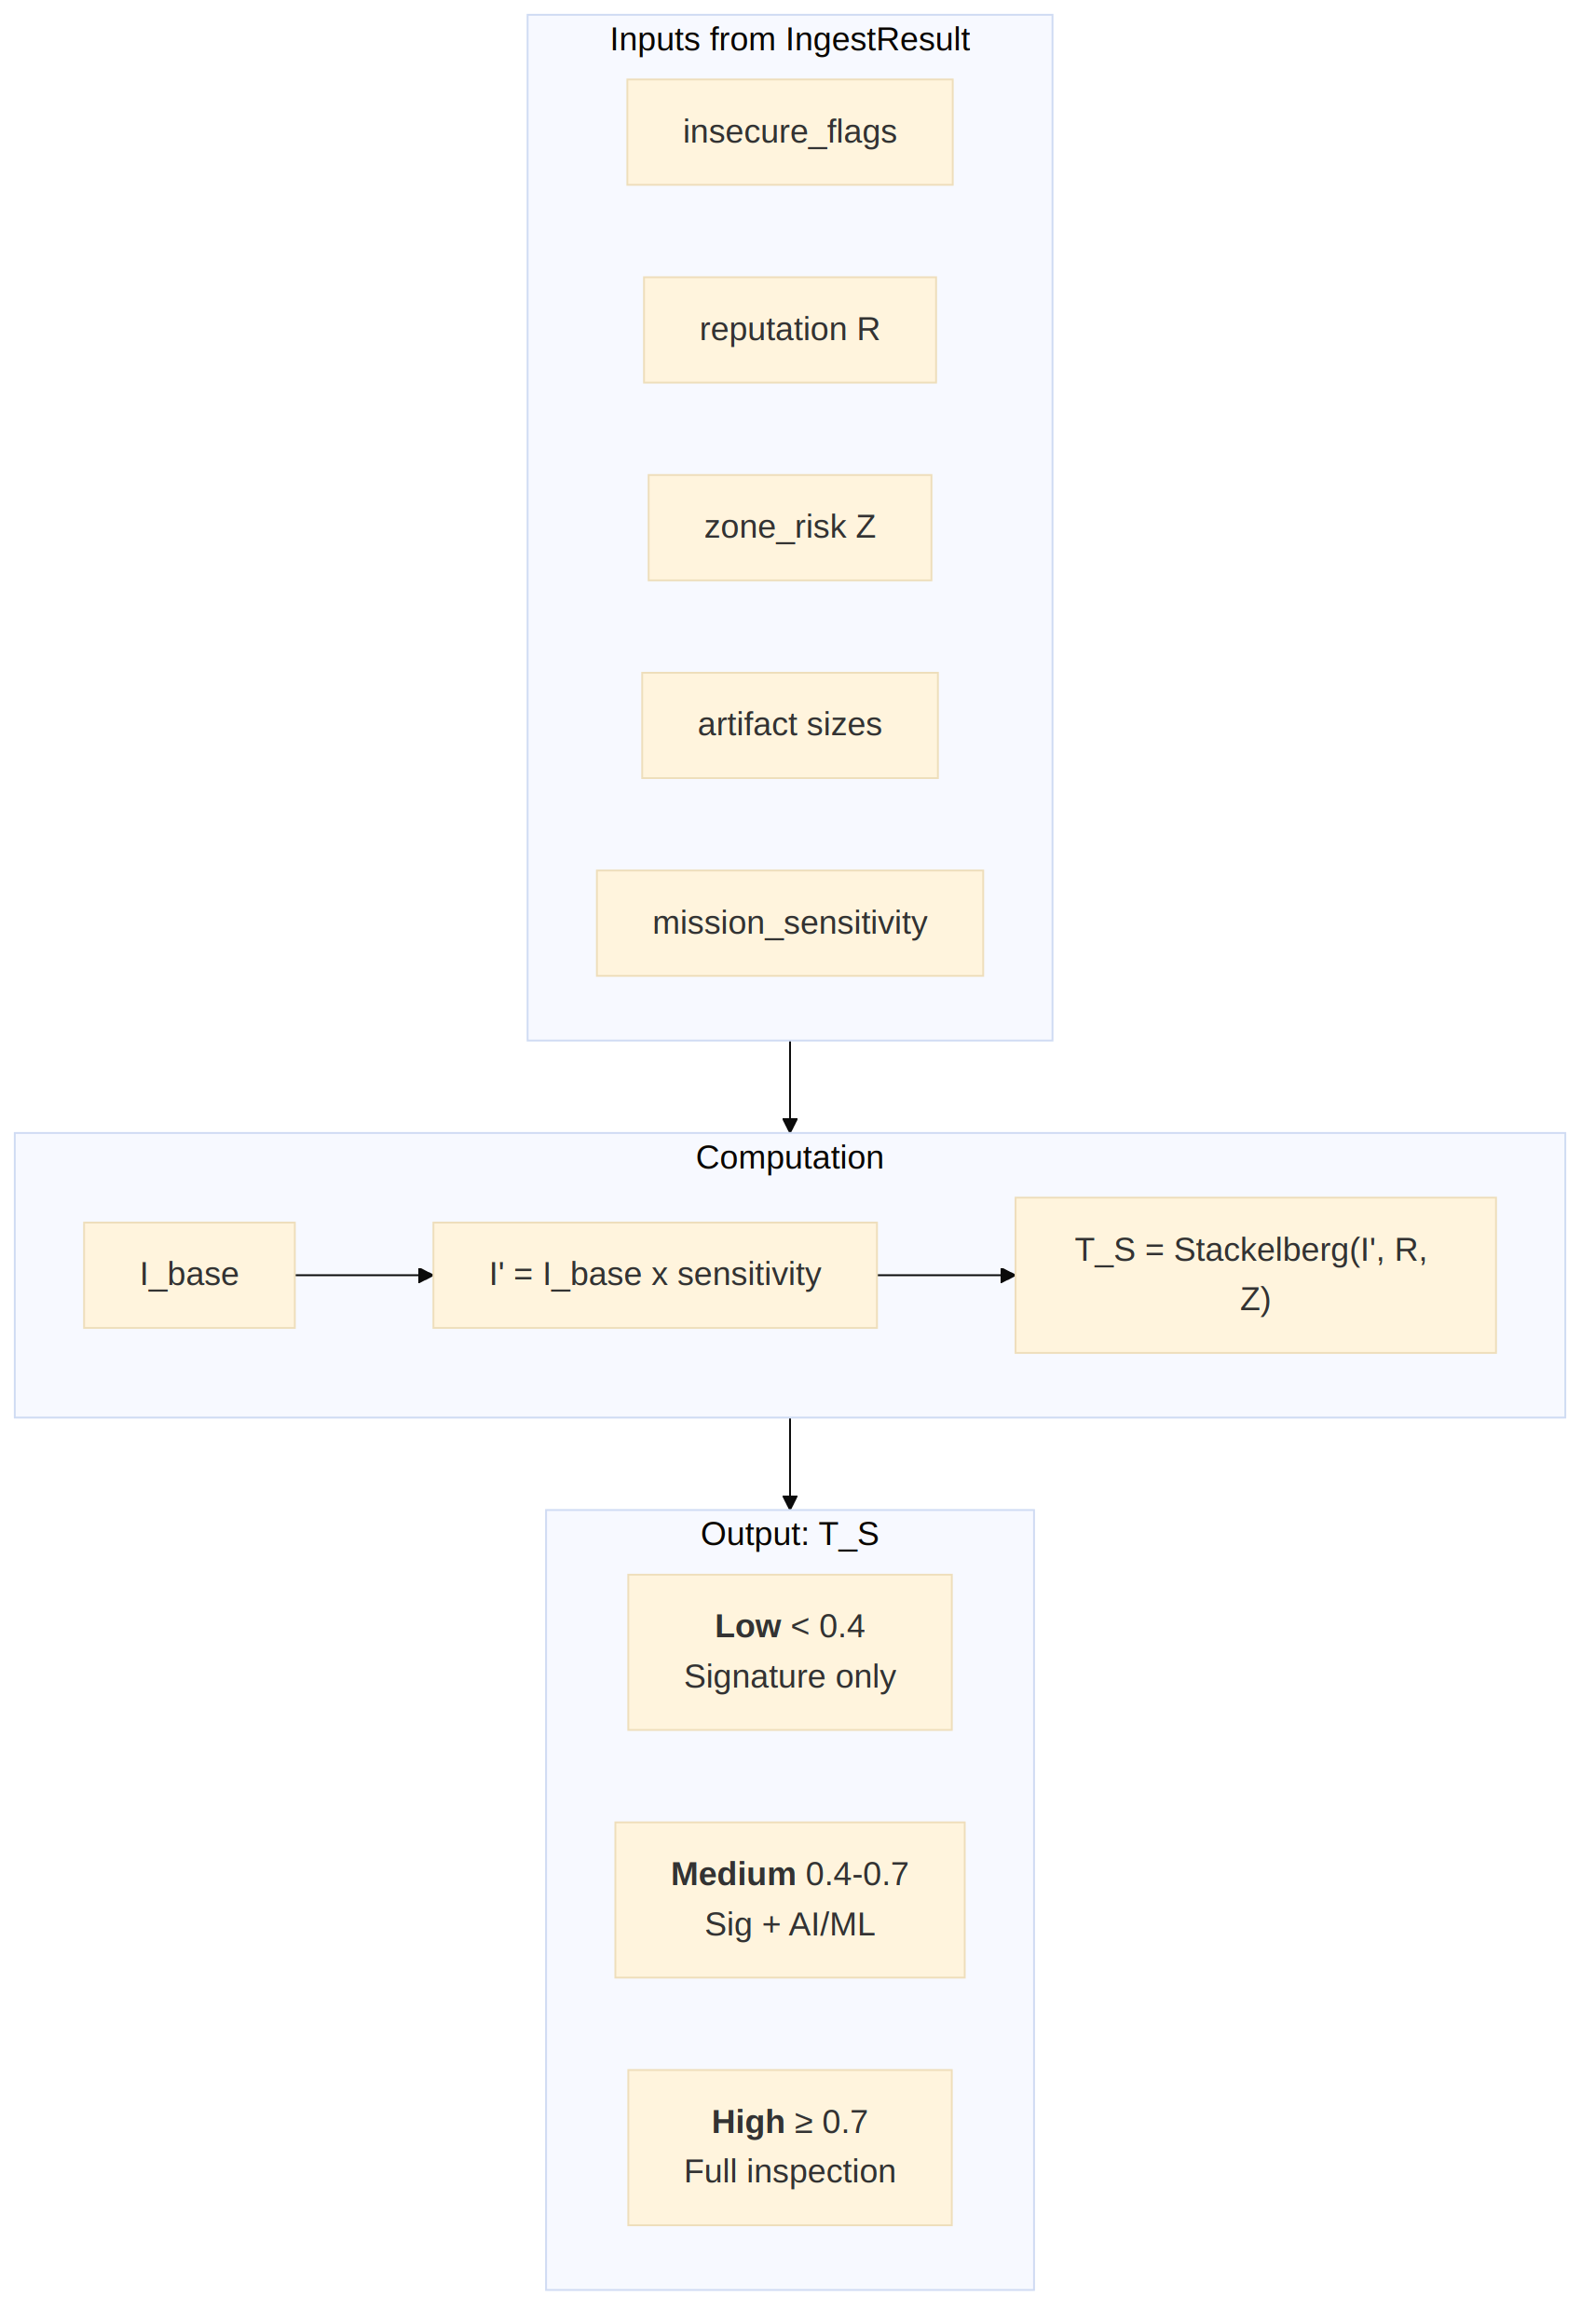 Inputs from IngestResult
insecure_flags
reputation R
zone_risk Z
artifact sizes
mission_sensitivity
Computation
I_base
I' = I_base x sensitivity
T_S = Stackelberg(I', R,
Z)
Output: T_S
Low < 0.4
Signature only
Medium 0.4-0.7
Sig + AI/ML
High ≥ 0.7
Full inspection